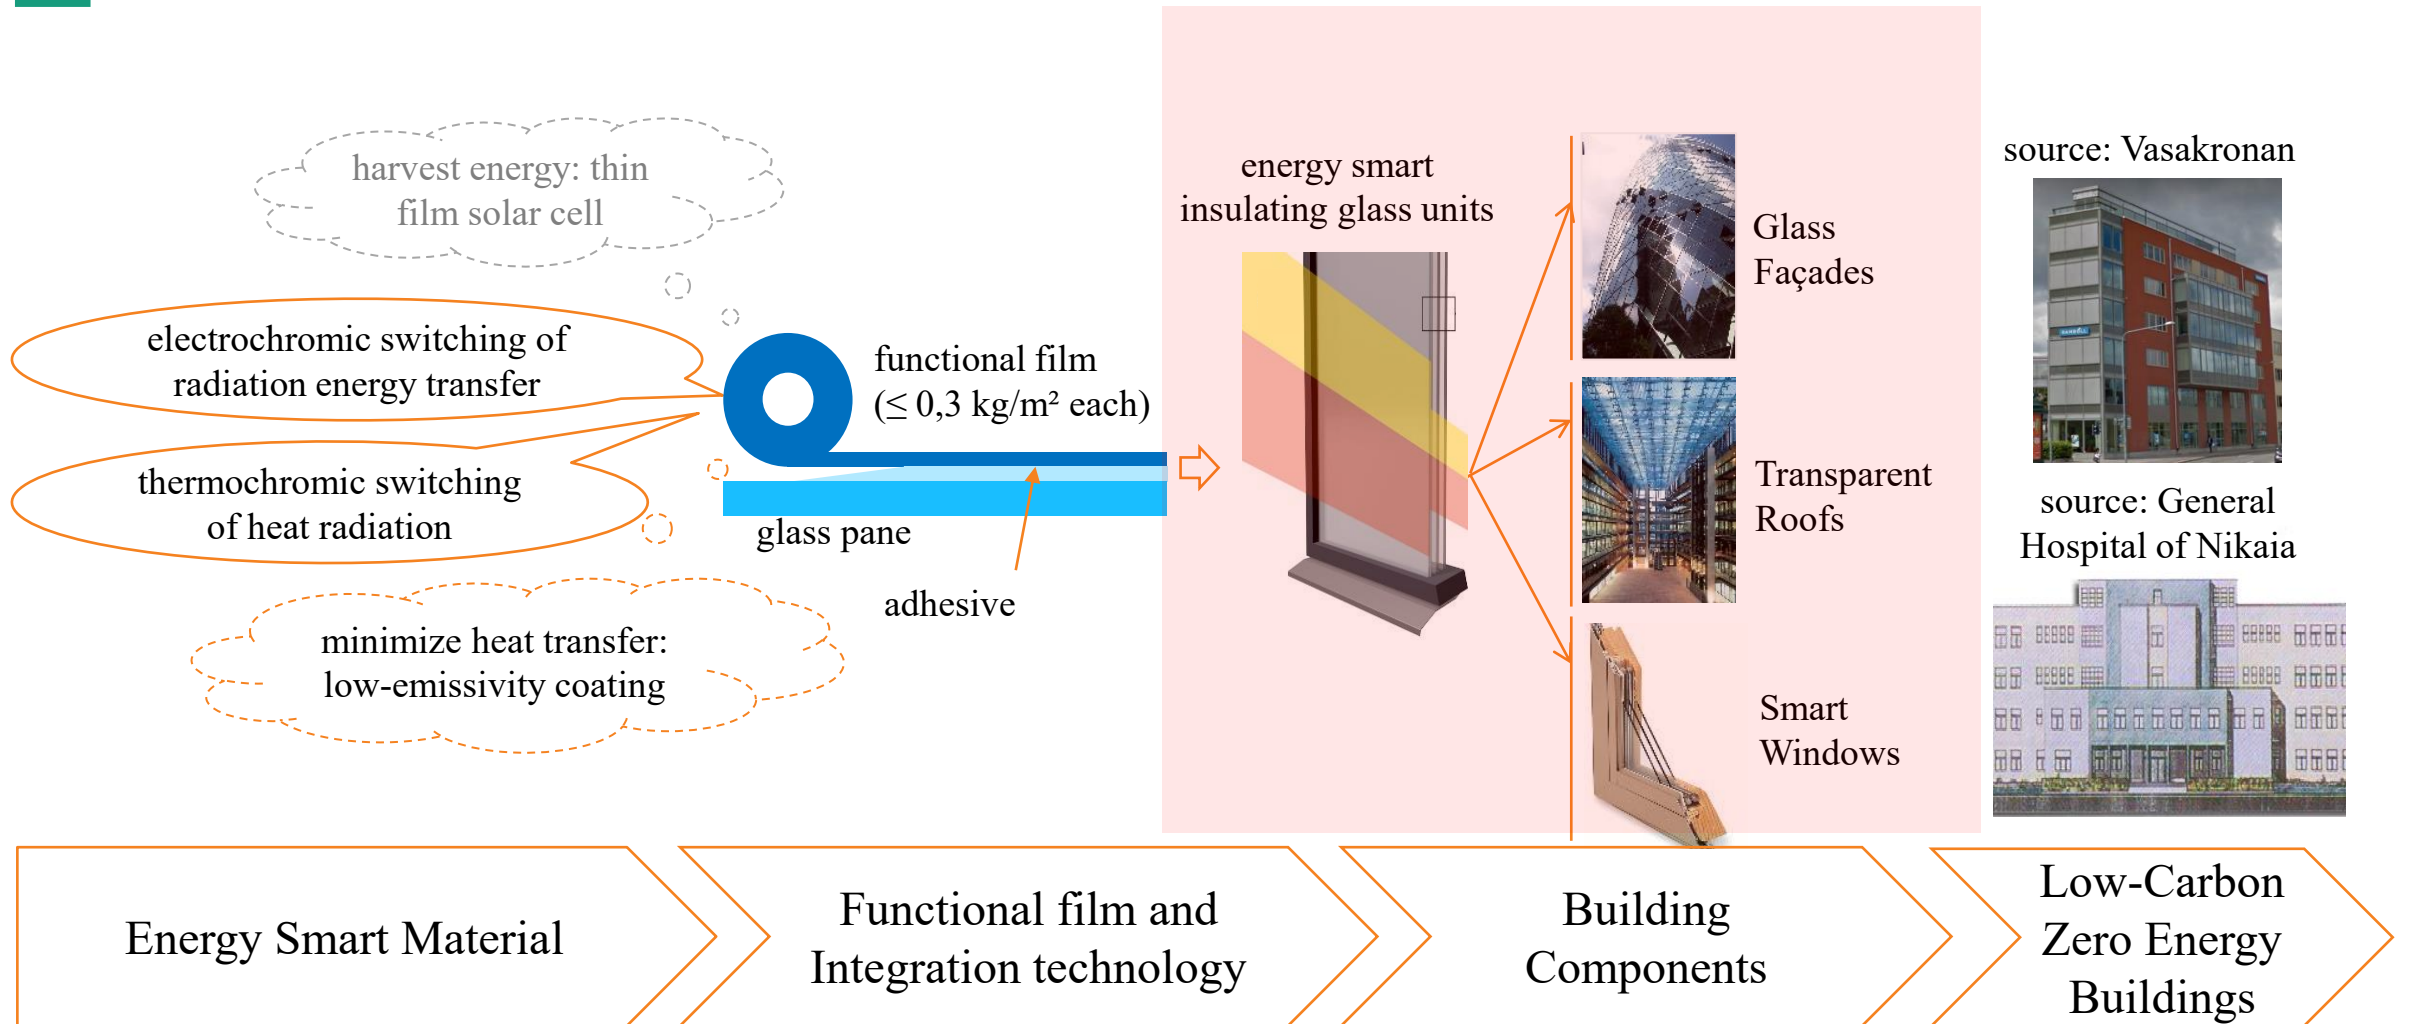 harvest energy: thin
film solar cell
electrochromic switching of
radiation energy transfer
thermochromic switching
of heat radiation
minimize heat transfer:
low-emissivity coating
functional film
(≤ 0,3 kg/m² each)
glass pane
adhesive
energy smart
insulating glass units
Glass
Façades
Transparent
Roofs
Smart
Windows
source: Vasakronan
source: General
Hospital of Nikaia
Energy Smart Material
Functional film and
Integration technology
Building
Components
Low-Carbon
Zero Energy
Buildings